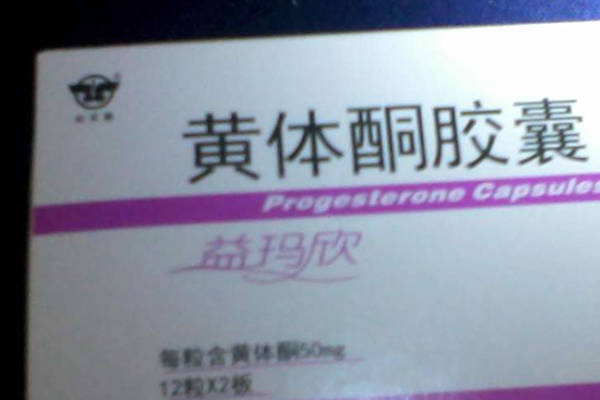 黄体酮胶囊
Progesterone Capsules
益玛欣
每粒含黄体酮50mg
12粒X2板